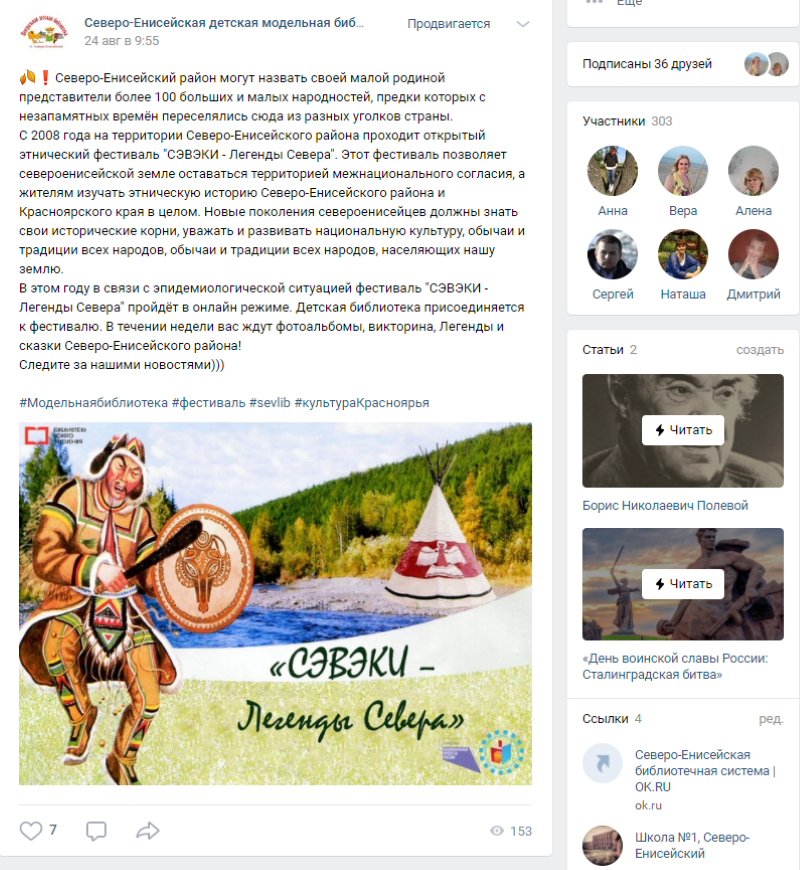 Северо-Енисейская детская модельная биб...
Продвигается
24 авг в 9:55
Северо-Енисейский район могут назвать своей малой родиной
представители более 100 больших и малых народностей, предки которых с
незапамятных времён переселялись сюда из разных уголков страны.
С 2008 года на территории Северо-Енисейского района проходит открытый
этнический фестиваль "СЭВЭКИ - Легенды Севера". Этот фестиваль позволяет
североенисейской земле оставаться территорией межнационального согласия, а
жителям изучать этническую историю Северо-Енисейского района и
Красноярского края в целом. Новые поколения североенисейцев должны знать
свои исторические корни, уважать и развивать национальную культуру, обычаи и
традиции всех народов, обычаи и традиции всех народов, населяющих нашу
землю.
В этом году в связи с эпидемиологической ситуацией фестиваль "СЭВЭКИ -
Легенды Севера" пройдёт в онлайн режиме. Детская библиотека присоединяется
к фестивалю. В течении недели вас ждут фотоальбомы, викторина, Легенды и
сказки Северо-Енисейского района!
Следите за нашими новостями)))
#Модельнаябиблиотека #фестиваль #sevlib #культураКрасноярья
«СЭВЭКИ –
Легенды Севера»
7
153
Ещё
Подписаны 36 друзей
Участники 303
Анна
Вера
Алена
Сергей
Наташа
Дмитрий
Статьи 2
создать
Читать
Борис Николаевич Полевой
Читать
«День воинской славы России:
Сталинградская битва»
Ссылки 4
ред.
Северо-Енисейская
библиотечная система |
OK.RU
ok.ru
Школа №1, Северо-
Енисейский